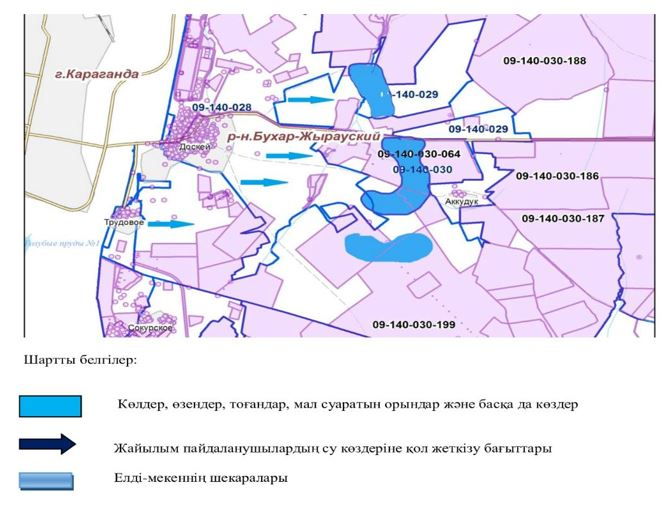 09-140-030-188
г.Караганда
140-029
09-140-028
09-140-029
р-н.Бухар-Жырауский
Доскей
09-140-030-064
09-140-030
09-140-030-186
Аккудук
09-140-030-187
Трудовое
пруды №1
09-140-030-199
Сокурское
Шартты белгілер:
Көлдер, өзендер, тоғандар, мал суаратын орындар және басқа да көздер
Жайылым пайдаланушылардың су көздеріне қол жеткізу бағыттары
Елді-мекеннің шекаралары